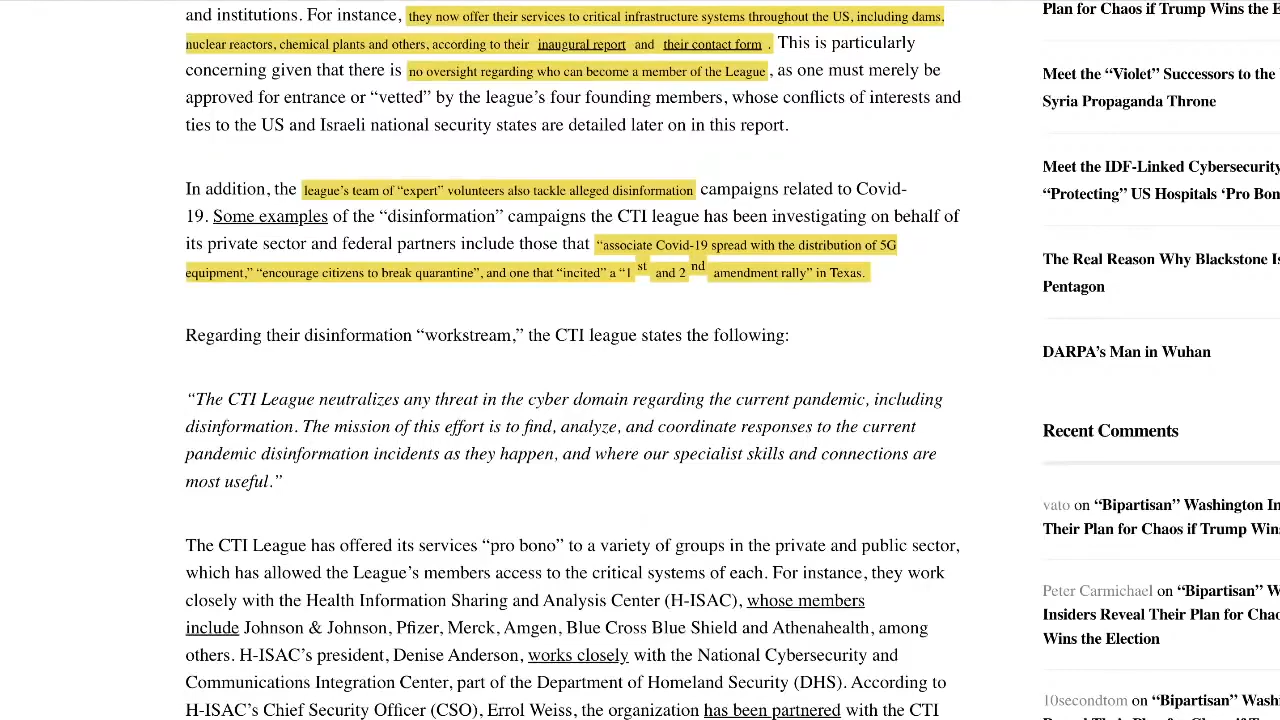 and institutions. For instance, they now offer their services to critical infrastructure systems throughout the US, including dams,
nuclear reactors, chemical plants and others, according to their inaugural report and their contact form . This is particularly
concerning given that there is no oversight regarding who can become a member of the League, as one must merely be
approved for entrance or “vetted” by the league’s four founding members, whose conflicts of interests and
ties to the US and Israeli national security states are detailed later on in this report.
In addition, the league’s team of “expert” volunteers also tackle alleged disinformation campaigns related to Covid-
19. Some examples of the “disinformation” campaigns the CTI league has been investigating on behalf of
its private sector and federal partners include those that “associate Covid-19 spread with the distribution of 5G
equipment,” “encourage citizens to break quarantine”, and one that “incited” a “1 st and 2 nd amendment rally” in Texas.
Regarding their disinformation “workstream,” the CTI league states the following:
“The CTI League neutralizes any threat in the cyber domain regarding the current pandemic, including
disinformation. The mission of this effort is to find, analyze, and coordinate responses to the current
pandemic disinformation incidents as they happen, and where our specialist skills and connections are
most useful.”
The CTI League has offered its services “pro bono” to a variety of groups in the private and public sector,
which has allowed the League’s members access to the critical systems of each. For instance, they work
closely with the Health Information Sharing and Analysis Center (H-ISAC), whose members
include Johnson & Johnson, Pfizer, Merck, Amgen, Blue Cross Blue Shield and Athenahealth, among
others. H-ISAC’s president, Denise Anderson, works closely with the National Cybersecurity and
Communications Integration Center, part of the Department of Homeland Security (DHS). According to
H-ISAC’s Chief Security Officer (CSO), Errol Weiss, the organization has been partnered with the CTI
Plan for Chaos if Trump Wins the
Meet the “Violet” Successors to the
Syria Propaganda Throne
Meet the IDF-Linked Cybersecurity
“Protecting” US Hospitals ‘Pro Bon
The Real Reason Why Blackstone Is
Pentagon
DARPA’s Man in Wuhan
Recent Comments
vato on “Bipartisan” Washington In
Their Plan for Chaos if Trump Win
Peter Carmichael on “Bipartisan” W
Insiders Reveal Their Plan for Chao
Wins the Election
10secondtom on “Bipartisan” Washi